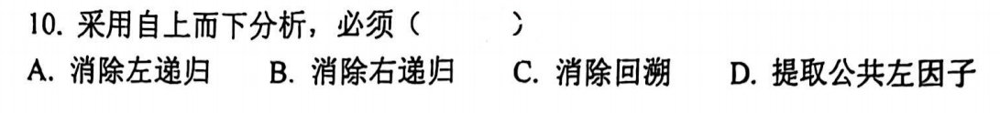 10. 采用自上而下分析，必须（ ）
A. 消除左递归 B. 消除右递归 C. 消除回溯 D. 提取公共左因子